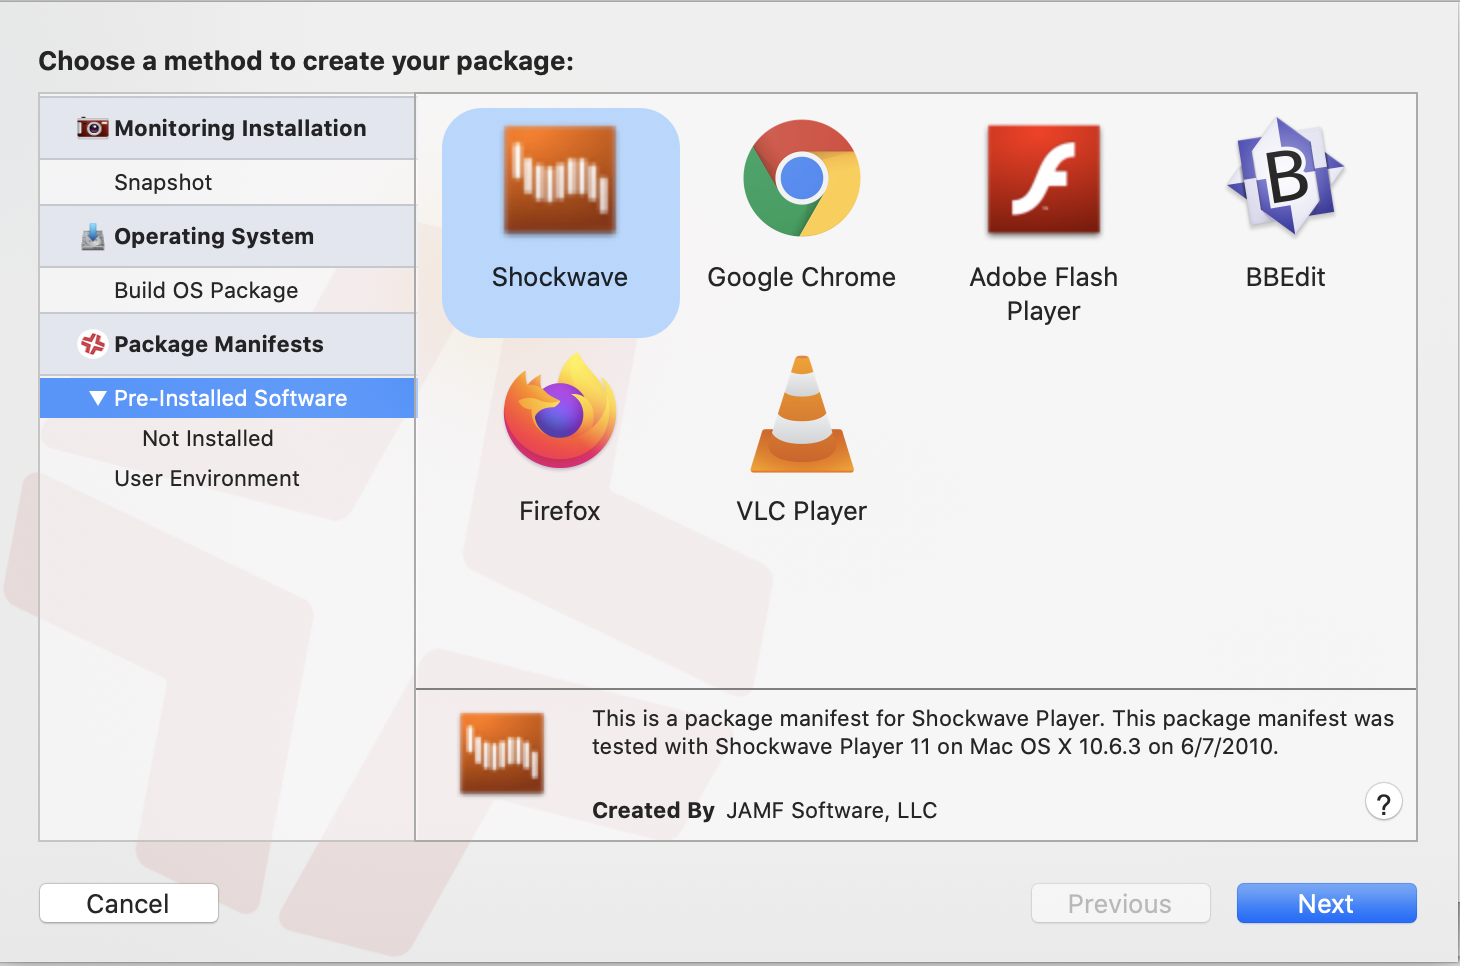 Choose a method to create your package:
Monitoring Installation
Snapshot
Operating System
Build OS Package
Package Manifests
Pre-Installed Software
Not Installed
User Environment
Shockwave
Google Chrome
Adobe Flash
Player
B
BBEdit
Firefox
VLC Player
This is a package manifest for Shockwave Player. This package manifest was
tested with Shockwave Player 11 on Mac OS X 10.6.3 on 6/7/2010.
Created By JAMF Software, LLC
?
Cancel
Previous
Next